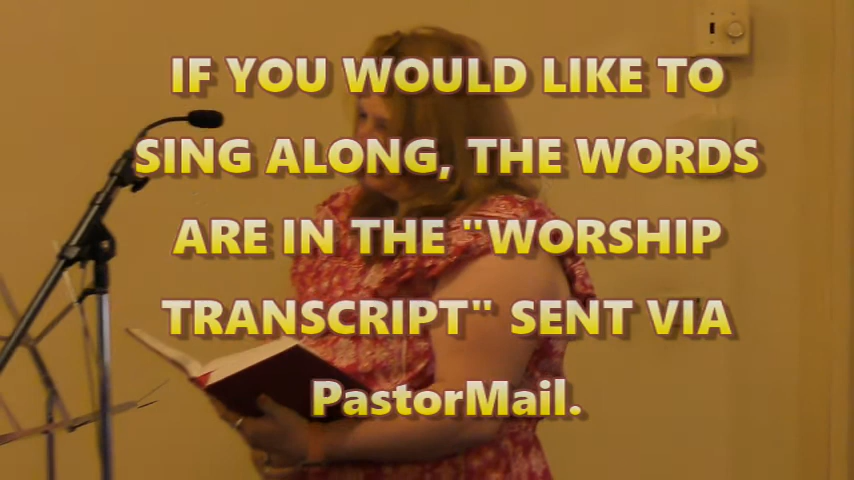 IF YOU WOULD LIKE TO
SING ALONG, THE WORDS
ARE IN THE "WORSHIP
TRANSCRIPT" SENT VIA
PastorMail.